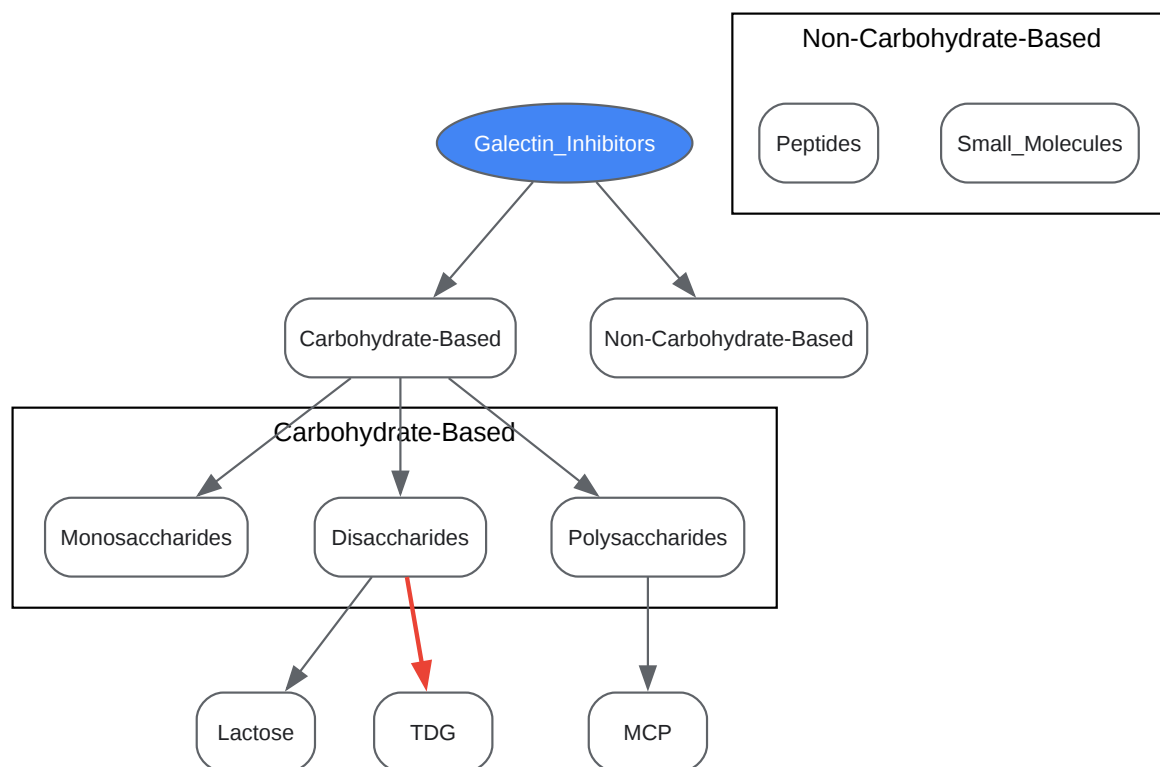 Non-Carbohydrate-Based
Peptides
Small_Molecules
Galectin_Inhibitors
Carbohydrate-Based
Non-Carbohydrate-Based
Carbohydrate-Based
Monosaccharides
Disaccharides
Polysaccharides
Lactose
TDG
MCP